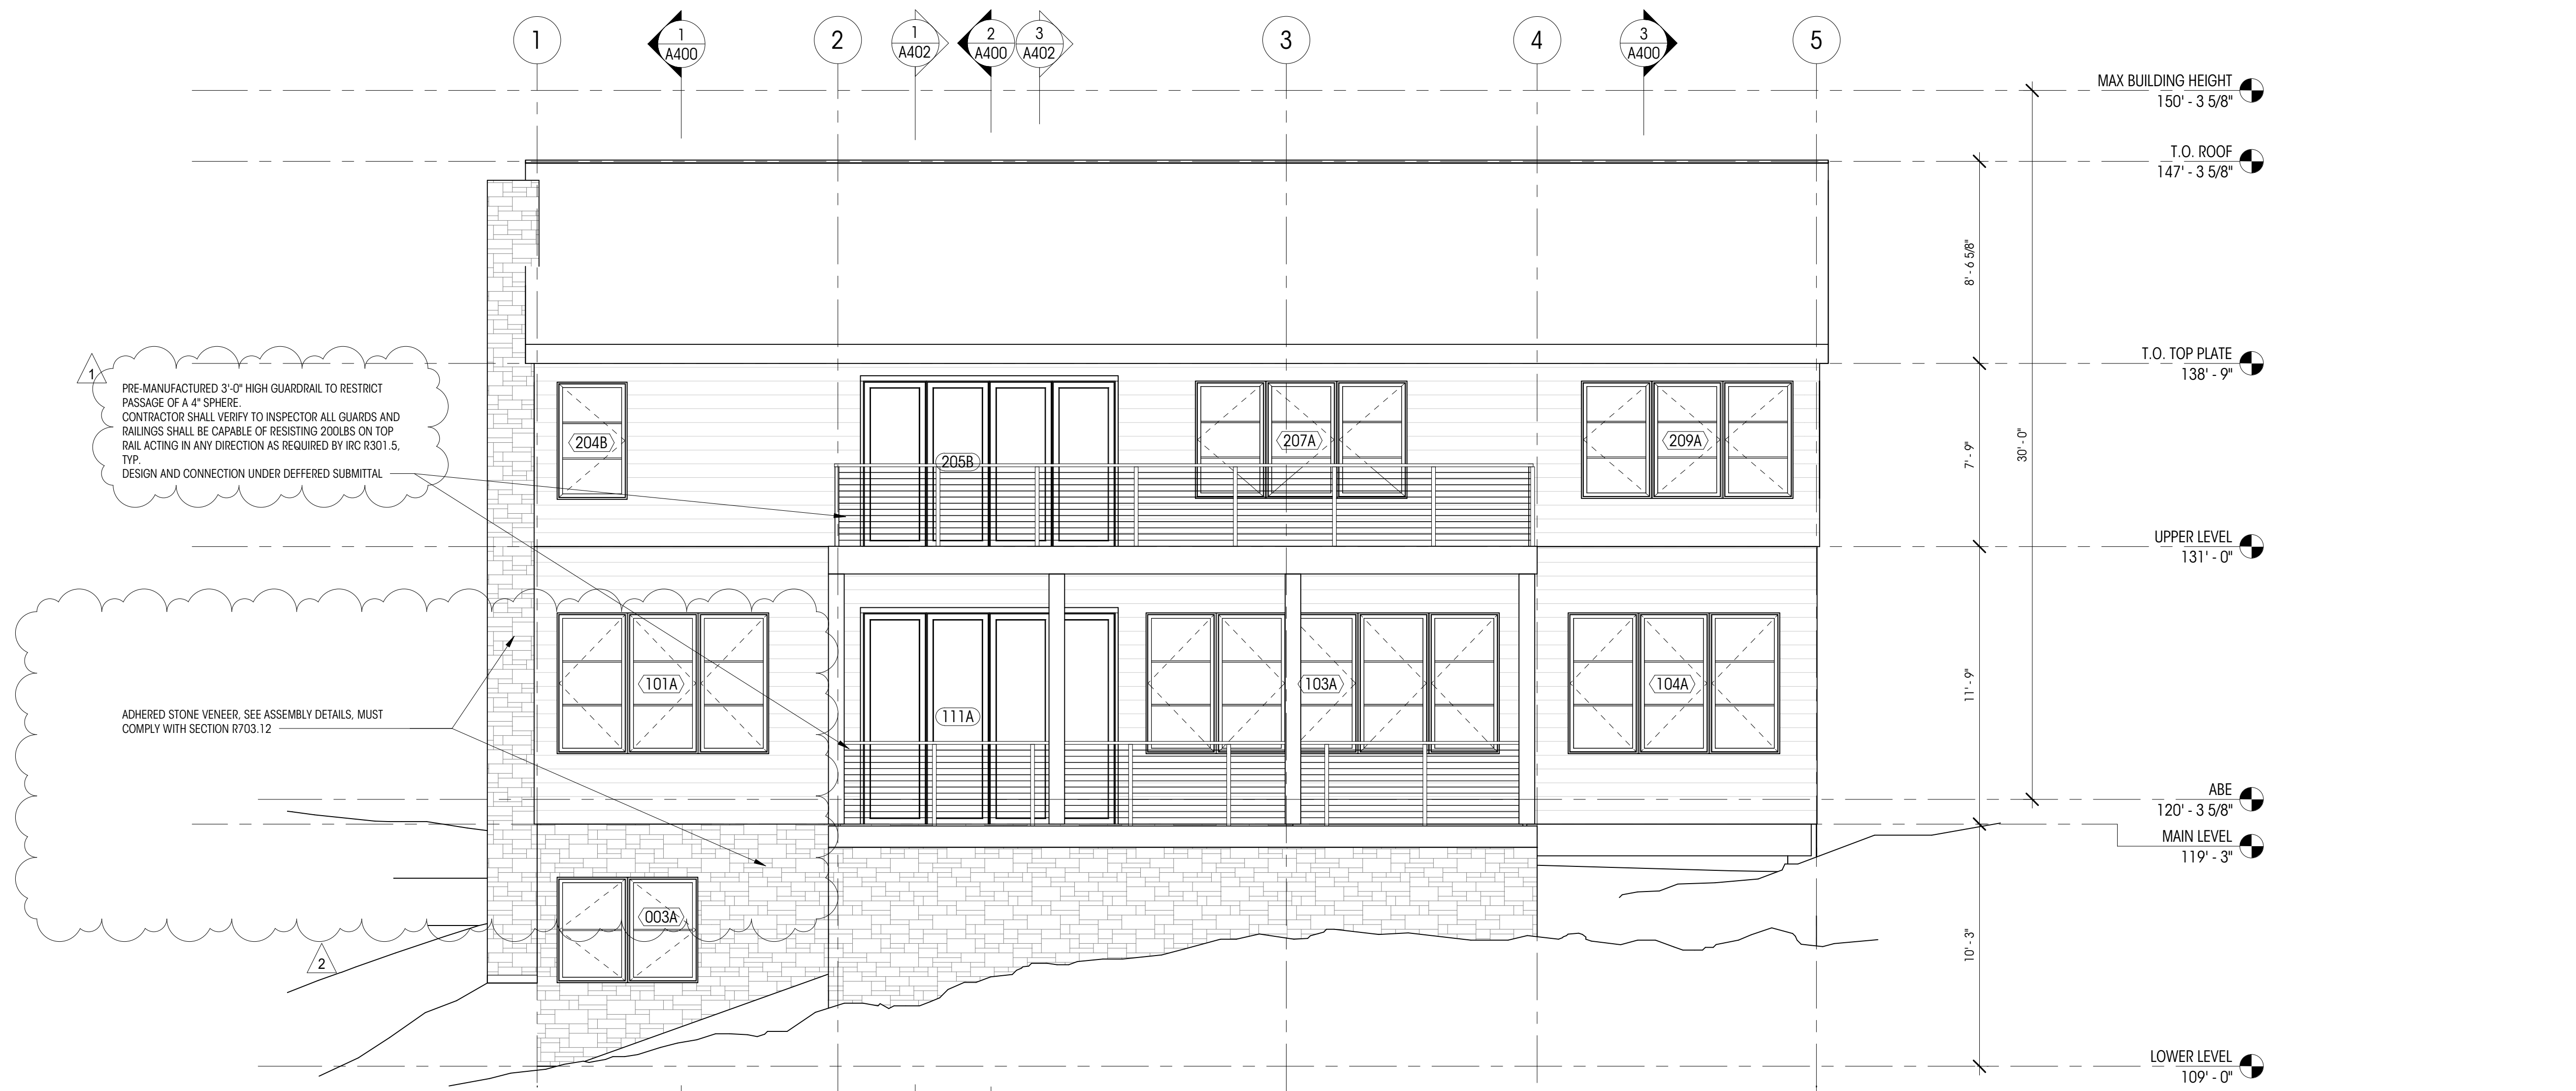 1
1
A400
2
1
A402
2
A400
3
A402
3
4
3
A400
5
MAX BUILDING HEIGHT
150' - 3 5/8"
T.O. ROOF
147' - 3 5/8"
8' - 6 5/8"
T.O. TOP PLATE
138' - 9"
1
PRE-MANUFACTURED 3'-0" HIGH GUARDRAIL TO RESTRICT
PASSAGE OF A 4" SPHERE.
CONTRACTOR SHALL VERIFY TO INSPECTOR ALL GUARDS AND
RAILINGS SHALL BE CAPABLE OF RESISTING 200LBS ON TOP
RAIL ACTING IN ANY DIRECTION AS REQUIRED BY IRC R301.5,
TYP.
DESIGN AND CONNECTION UNDER DEFFERED SUBMITTAL
204B
205B
207A
209A
7' - 9"
30' - 0"
UPPER LEVEL
131' - 0"
ADHERED STONE VENEER, SEE ASSEMBLY DETAILS, MUST
COMPLY WITH SECTION R703.12
101A
111A
103A
104A
11' - 9"
ABE
120' - 3 5/8"
MAIN LEVEL
119' - 3"
003A
2
10' - 3"
LOWER LEVEL
109' - 0"